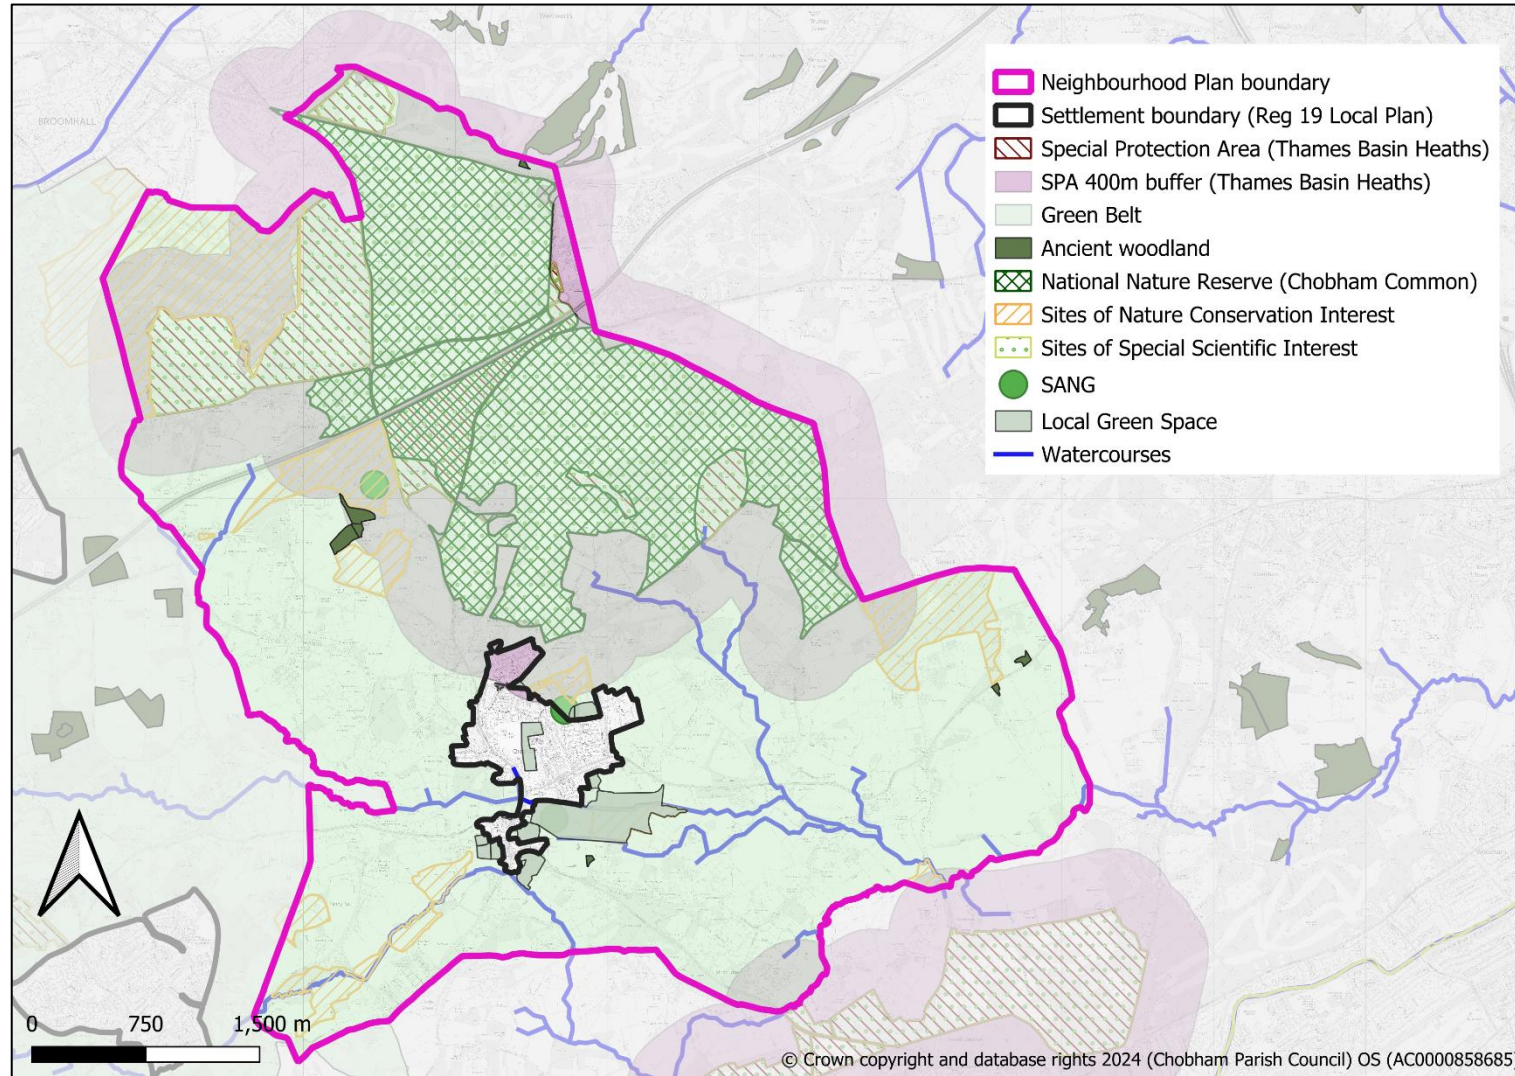 BROOMHALL
Neighbourhood Plan boundary
Settlement boundary (Reg 19 Local Plan)
Special Protection Area (Thames Basin Heaths)
SPA 400m buffer (Thames Basin Heaths)
Green Belt
Ancient woodland
National Nature Reserve (Chobham Common)
Sites of Nature Conservation Interest
Sites of Special Scientific Interest
SANG
Local Green Space
Watercourses
0 750 1,500 m
© Crown copyright and database rights 2024 (Chobham Parish Council) OS (AC0000858685)